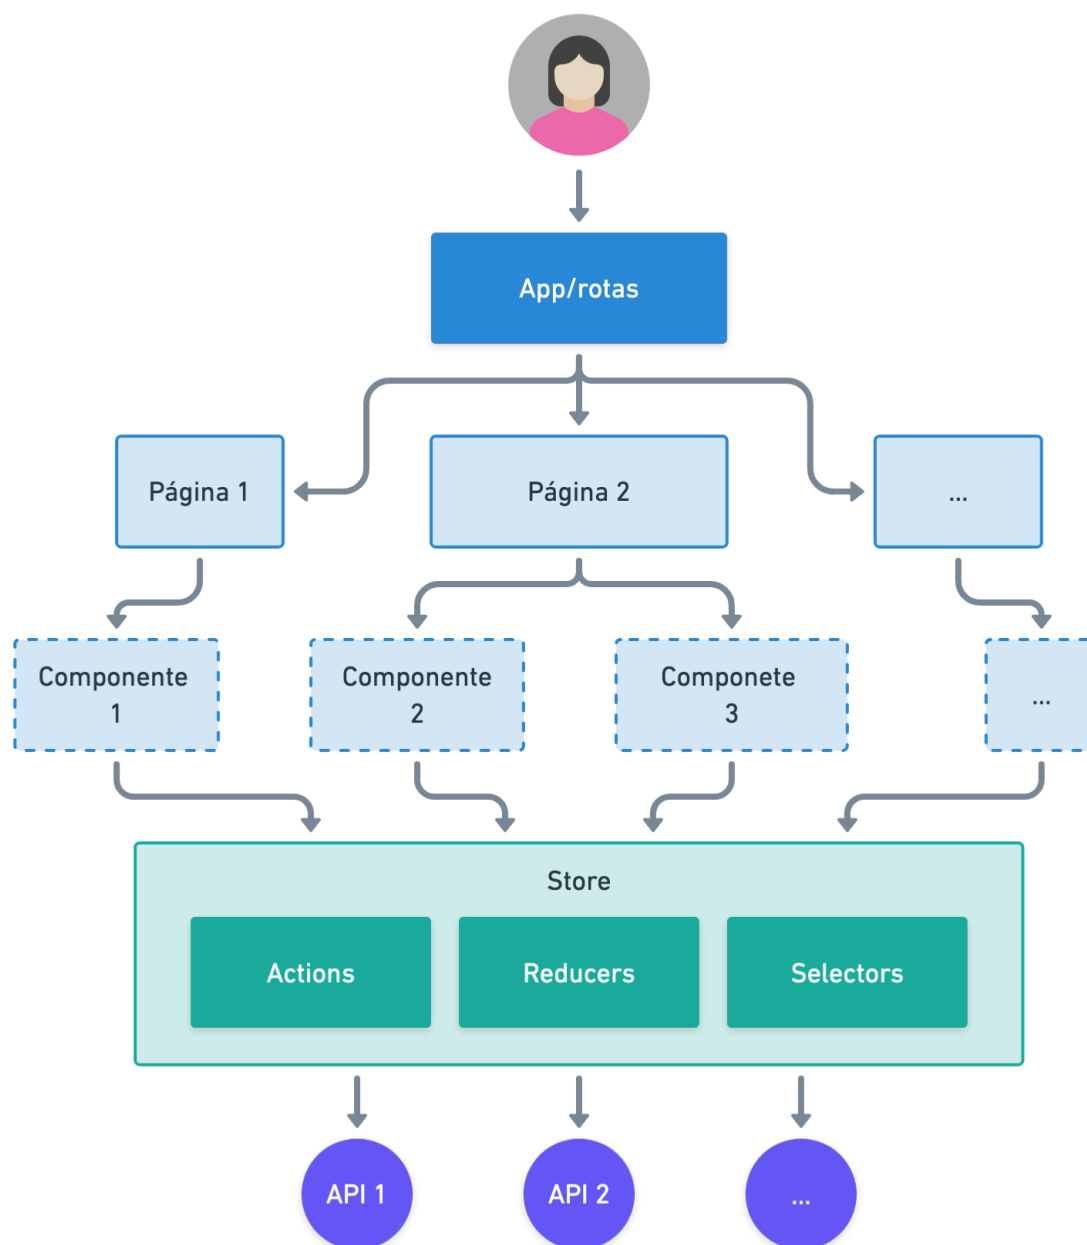 App/rotas
Página 1
Página 2
...
Componente
1
Componente
2
Componete
3
...
Store
Actions
Reducers
Selectors
API 1
API 2
...